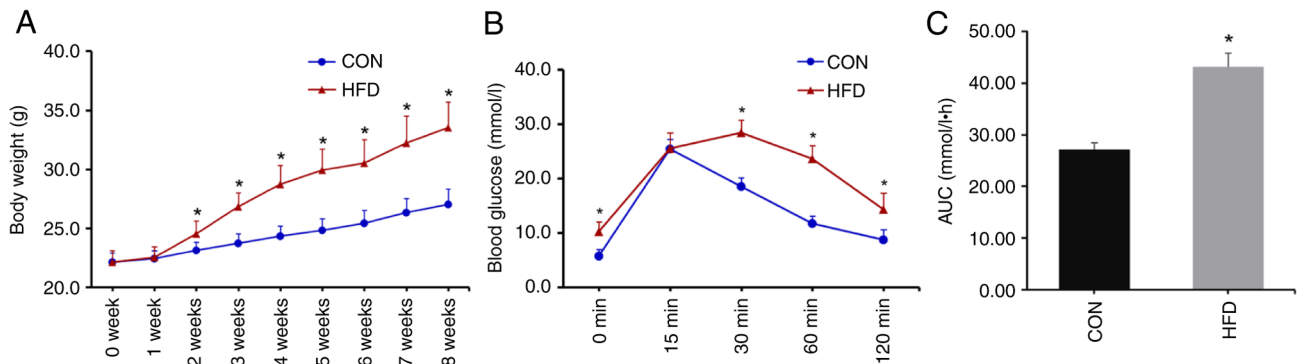 A
Body weight (g)
40.0
35.0
30.0
25.0
20.0
CON
HFD
* * * * * * *
0 week
1 week
2 weeks
3 weeks
4 weeks
5 weeks
6 weeks
7 weeks
8 weeks
B
Blood glucose (mmol/l)
40.0
30.0
20.0
10.0
0.0
CON
HFD
* * * *
0 min
15 min
30 min
60 min
120 min
C
AUC (mmol/l•h)
50.00
40.00
30.00
20.00
10.00
0.00
*
CON
HFD